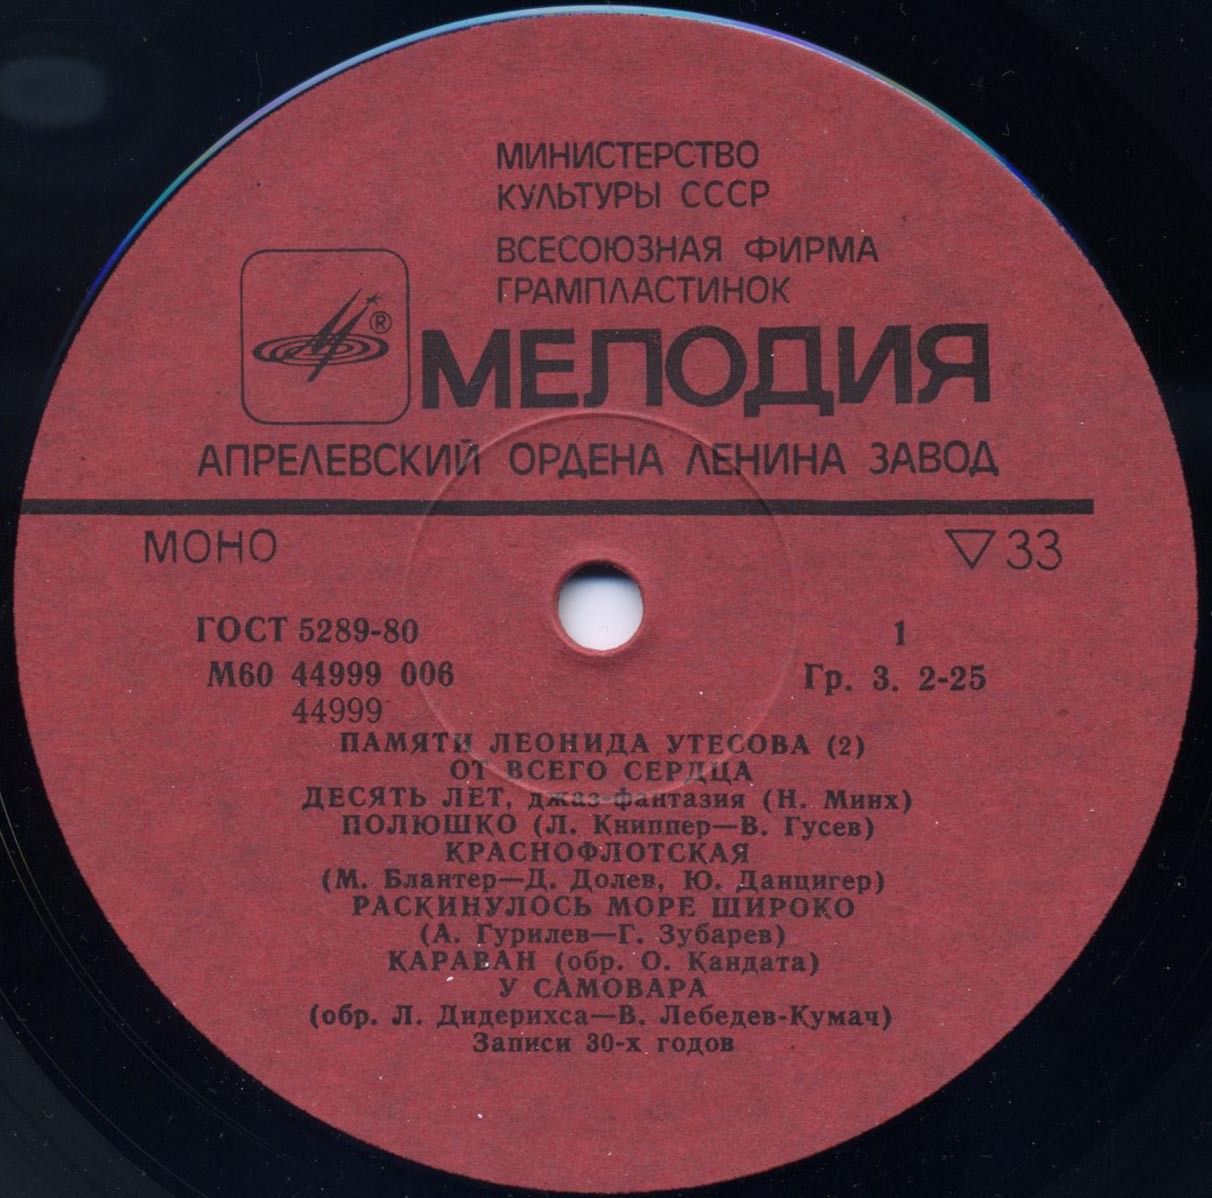 МИНИСТЕРСТВО
КУЛЬТУРЫ СССР
ВСЕСОЮЗНАЯ ФИРМА
ГРАМПЛАСТИНОК
®
МЕЛОДИЯ
АПРЕЛЕВСКИЙ ОРДЕНА ЛЕНИНА ЗАВОД
МОНО ▽ 33
ГОСТ 5289-80 1
М60 44999 006 Гр. 3. 2-25
44999
ПАМЯТИ ЛЕОНИДА УТЕСОВА (2)
ОТ ВСЕГО СЕРДЦА
ДЕСЯТЬ ЛЕТ, джаз-фантазия (Н. Минх)
ПОЛЮШКО (Л. Книппер—В. Гусев)
КРАСНОФЛОТСКАЯ
(М. Блантер—Д. Долев, Ю. Данцигер)
РАСКИНУЛОСЬ МОРЕ ШИРОКО
(А. Гурилев—Г. Зубарев)
КАРАВАН (обр. О. Кандата)
У САМОВАРА
(обр. Л. Дидерихса—В. Лебедев-Кумач)
Записи 30-х годов